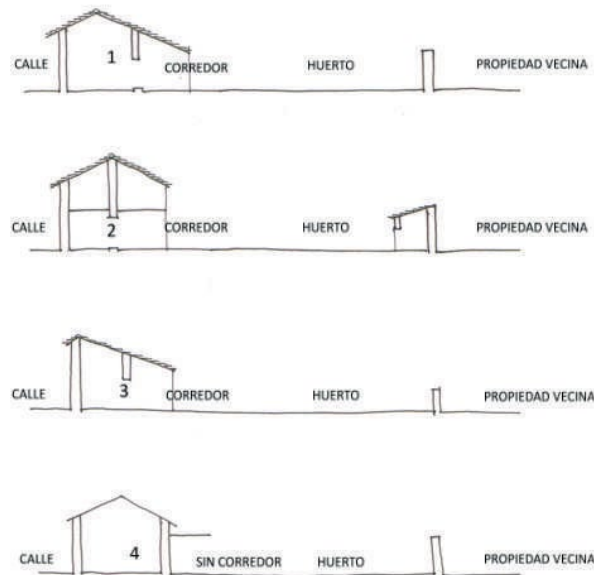 1
CALLE CORREDOR HUERTO PROPIEDAD VECINA
CALLE 2 CORREDOR HUERTO PROPIEDAD VECINA
3
CALLE CORREDOR HUERTO PROPIEDAD VECINA
4
CALLE SIN CORREDOR HUERTO PROPIEDAD VECINA